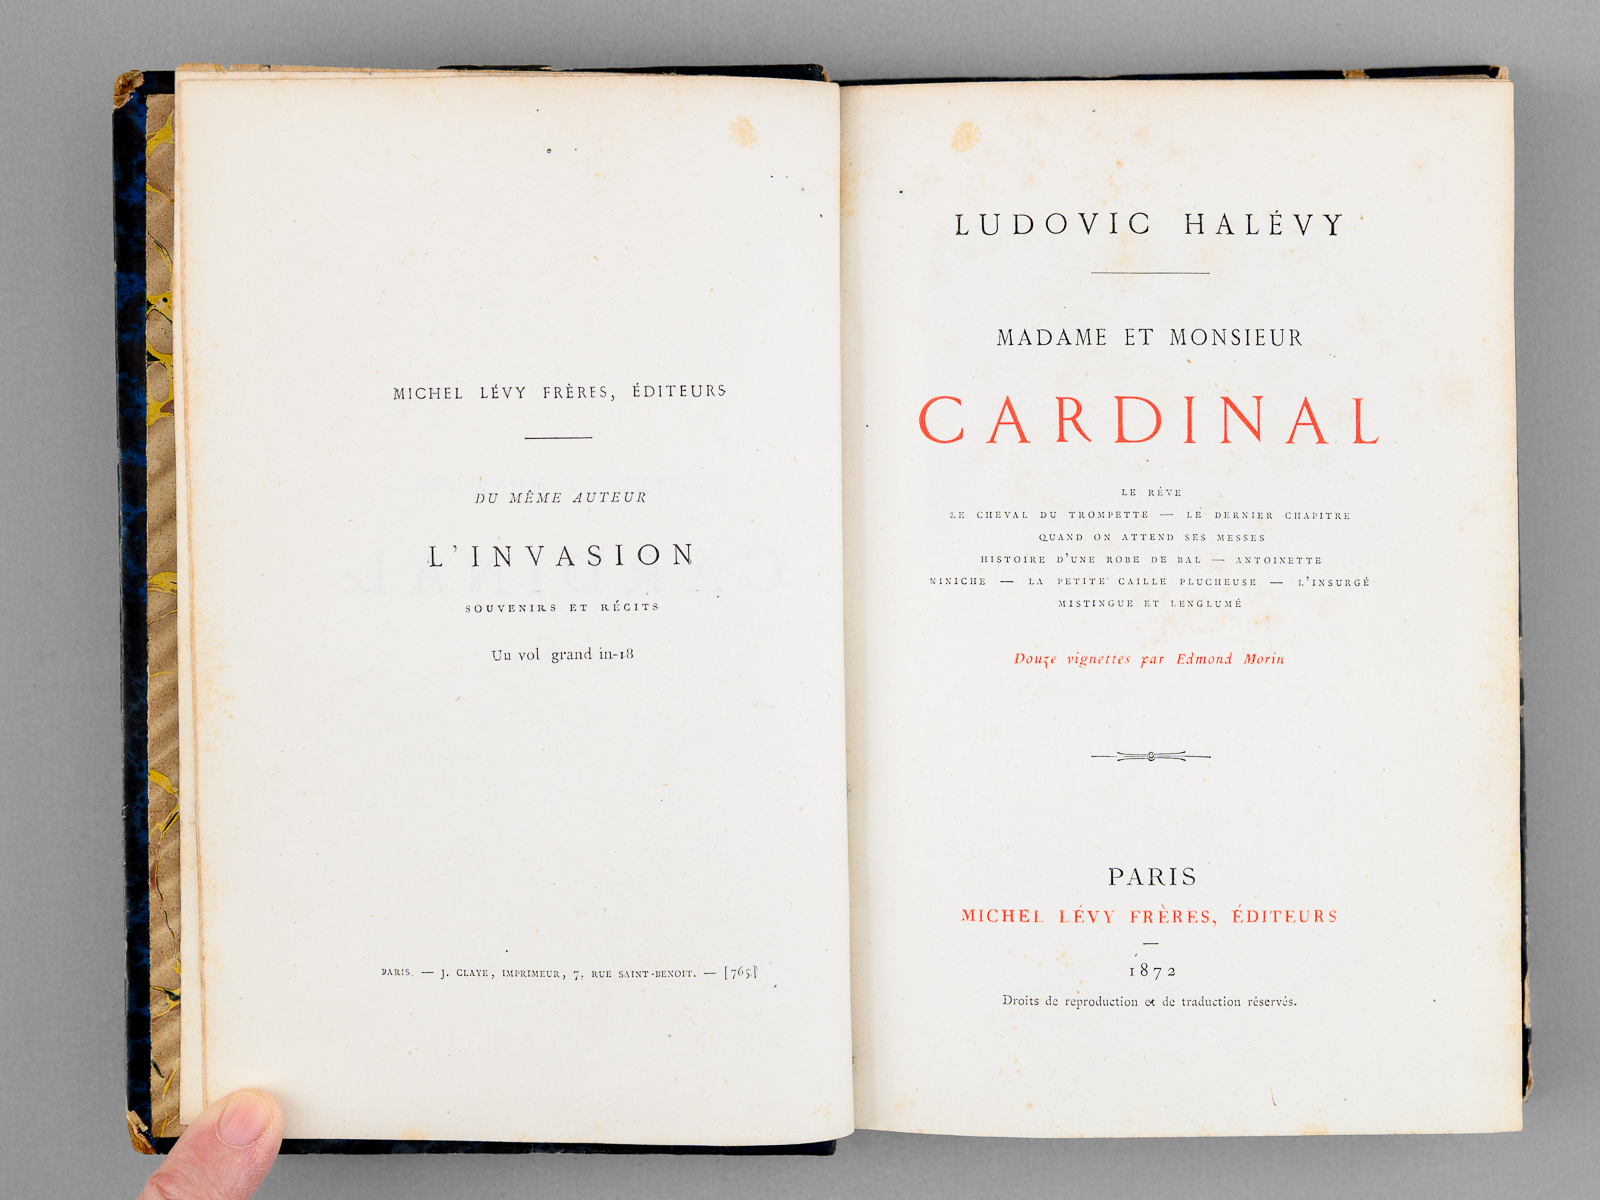 MICHEL LÉVY FRÈRES, ÉDITEURS
DU MÊME AUTEUR
L'INVASION
SOUVENIRS ET RÉCITS
Un vol grand in-18
PARIS. — J. CLAYE, IMPRIMEUR, 7, RUE SAINT-BENOIT. — [765]
LUDOVIC HALÉVY
MADAME ET MONSIEUR
CARDINAL
LE RÊVE
LE CHEVAL DU TROMPETTE — LE DERNIER CHAPITRE
QUAND ON ATTEND SES MESSES
HISTOIRE D'UNE ROBE DE BAL — ANTOINETTE
NINICHE — LA PETITE CAILLE PLUCHEUSE — L'INSURGÉ
MISTINGUE ET LENGLUMÉ
Douze vignettes par Edmond Morin
PARIS
MICHEL LÉVY FRÈRES, ÉDITEURS
1872
Droits de reproduction et de traduction réservés.